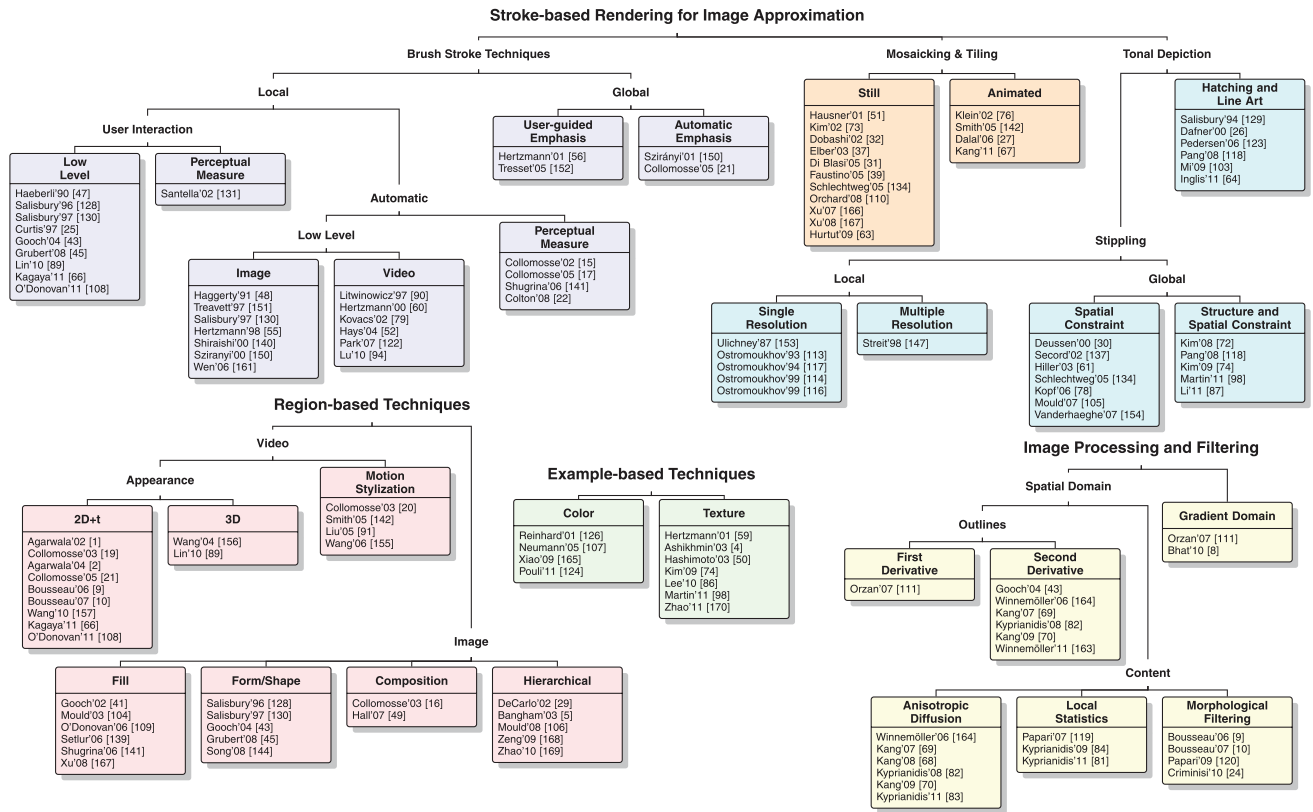 Stroke-based Rendering for Image Approximation
Brush Stroke Techniques
Mosaicking & Tiling
Tonal Depiction
Local
Global
User Interaction
Low
Level
Haeberli'90 [47]
Salisbury'96 [128]
Salisbury'97 [130]
Curtis'97 [25]
Gooch'04 [43]
Grubert'08 [45]
Lin'10 [89]
Kagaya'11 [66]
O'Donovan'11 [108]
Perceptual
Measure
Santella'02 [131]
Automatic
Low Level
Image
Haggerty'91 [48]
Treavett'97 [151]
Salisbury'97 [130]
Hertzmann'98 [55]
Shiraishi'00 [140]
Sziranyi'00 [150]
Wen'06 [161]
Video
Litwinowicz'97 [90]
Hertzmann'00 [60]
Kovacs'02 [79]
Hays'04 [52]
Park'07 [122]
Lu'10 [94]
Perceptual
Measure
Collomosse'02 [15]
Collomosse'05 [17]
Shugrina'06 [141]
Colton'08 [22]
User-guided
Emphasis
Hertzmann'01 [56]
Tresset'05 [152]
Automatic
Emphasis
Szirányi'01 [150]
Collomosse'05 [21]
Still
Hausner'01 [51]
Kim'02 [73]
Dobashi'02 [32]
Elber'03 [37]
Di Blasi'05 [31]
Faustino'05 [39]
Schlechtweg'05 [134]
Orchard'08 [110]
Xu'07 [166]
Xu'08 [167]
Hurtut'09 [63]
Animated
Klein'02 [76]
Smith'05 [142]
Dalal'06 [27]
Kang'11 [67]
Hatching and
Line Art
Salisbury'94 [129]
Dafner'00 [26]
Pedersen'06 [123]
Pang'08 [118]
Mi'09 [103]
Inglis'11 [64]
Stippling
Local
Global
Single
Resolution
Ulichney'87 [153]
Ostromoukhov'93 [113]
Ostromoukhov'94 [117]
Ostromoukhov'99 [114]
Ostromoukhov'99 [116]
Multiple
Resolution
Streit'98 [147]
Spatial
Constraint
Deussen'00 [30]
Secord'02 [137]
Hiller'03 [61]
Schlechtweg'05 [134]
Kopf'06 [78]
Mould'07 [105]
Vanderhaeghe'07 [154]
Structure and
Spatial Constraint
Kim'08 [72]
Pang'08 [118]
Kim'09 [74]
Martin'11 [98]
Li'11 [87]
Region-based Techniques
Video
Appearance
2D+t
Agarwala'02 [1]
Collomosse'03 [19]
Agarwala'04 [2]
Collomosse'05 [21]
Bousseau'06 [9]
Bousseau'07 [10]
Wang'10 [157]
Kagaya'11 [66]
O'Donovan'11 [108]
3D
Wang'04 [156]
Lin'10 [89]
Motion
Stylization
Collomosse'03 [20]
Smith'05 [142]
Liu'05 [91]
Wang'06 [155]
Image
Fill
Gooch'02 [41]
Mould'03 [104]
O'Donovan'06 [109]
Setlur'06 [139]
Shugrina'06 [141]
Xu'08 [167]
Form/Shape
Salisbury'96 [128]
Salisbury'97 [130]
Gooch'04 [43]
Grubert'08 [45]
Song'08 [144]
Composition
Collomosse'03 [16]
Hall'07 [49]
Hierarchical
DeCarlo'02 [29]
Bangham'03 [5]
Mould'08 [106]
Zeng'09 [168]
Zhao'10 [169]
Example-based Techniques
Color
Reinhard'01 [126]
Neumann'05 [107]
Xiao'09 [165]
Pouli'11 [124]
Texture
Hertzmann'01 [59]
Ashikhmin'03 [4]
Hashimoto'03 [50]
Kim'09 [74]
Lee'10 [86]
Martin'11 [98]
Zhao'11 [170]
Image Processing and Filtering
Spatial Domain
Outlines
First
Derivative
Orzan'07 [111]
Second
Derivative
Gooch'04 [43]
Winnemöller'06 [164]
Kang'07 [69]
Kyprianidis'08 [82]
Kang'09 [70]
Winnemöller'11 [163]
Gradient Domain
Orzan'07 [111]
Bhat'10 [8]
Content
Anisotropic
Diffusion
Winnemöller'06 [164]
Kang'07 [69]
Kang'08 [68]
Kyprianidis'08 [82]
Kang'09 [70]
Kyprianidis'11 [83]
Local
Statistics
Papari'07 [119]
Kyprianidis'09 [84]
Kyprianidis'11 [81]
Morphological
Filtering
Bousseau'06 [9]
Bousseau'07 [10]
Papari'09 [120]
Criminisi'10 [24]